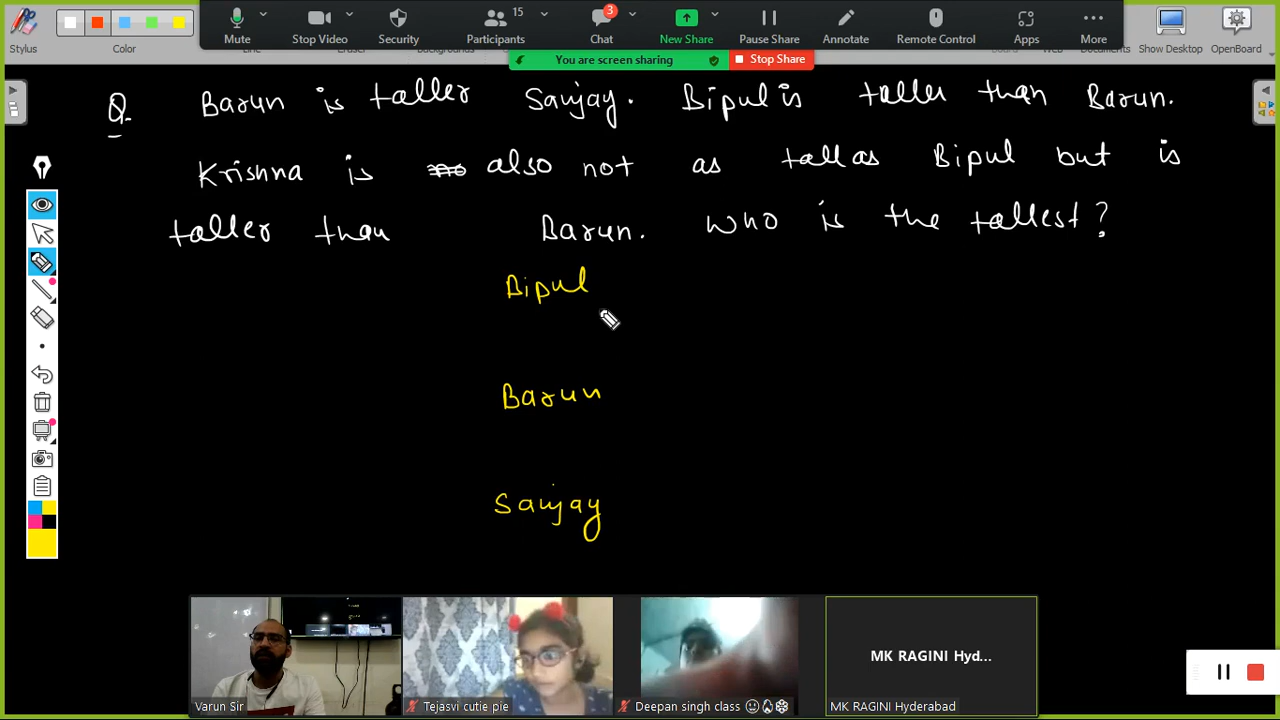 Mute
Stop Video
Security
Participants
15
Chat
3
New Share
Pause Share
Annotate
Remote Control
Apps
More
Stylus
Color
Show Desktop
OpenBoard
You are screen sharing
Stop Share
Q. Barun is taller Sanjay. Bipul is taller than Barun.
Krishna is also not as tall as Bipul but is
taller than Barun. Who is the tallest?
Bipul
Barun
Sanjay
MK RAGINI Hyd...
Varun Sir
Tejasvi cutie pie
Deepan singh class
MK RAGINI Hyderabad